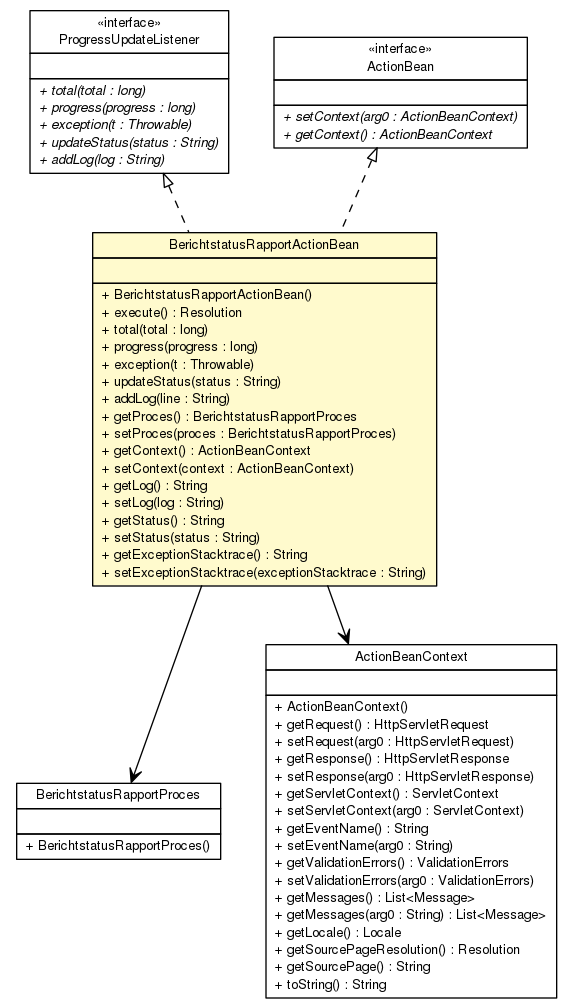 «interface»
ProgressUpdateListener
+ total(total : long)
+ progress(progress : long)
+ exception(t : Throwable)
+ updateStatus(status : String)
+ addLog(log : String)
«interface»
ActionBean
+ setContext(arg0 : ActionBeanContext)
+ getContext() : ActionBeanContext
BerichtstatusRapportActionBean
+ BerichtstatusRapportActionBean()
+ execute() : Resolution
+ total(total : long)
+ progress(progress : long)
+ exception(t : Throwable)
+ updateStatus(status : String)
+ addLog(line : String)
+ getProces() : BerichtstatusRapportProces
+ setProces(proces : BerichtstatusRapportProces)
+ getContext() : ActionBeanContext
+ setContext(context : ActionBeanContext)
+ getLog() : String
+ setLog(log : String)
+ getStatus() : String
+ setStatus(status : String)
+ getExceptionStacktrace() : String
+ setExceptionStacktrace(exceptionStacktrace : String)
ActionBeanContext
+ ActionBeanContext()
+ getRequest() : HttpServletRequest
+ setRequest(arg0 : HttpServletRequest)
+ getResponse() : HttpServletResponse
+ setResponse(arg0 : HttpServletResponse)
+ getServletContext() : ServletContext
+ setServletContext(arg0 : ServletContext)
+ getEventName() : String
+ setEventName(arg0 : String)
+ getValidationErrors() : ValidationErrors
+ setValidationErrors(arg0 : ValidationErrors)
+ getMessages() : List<Message>
+ getMessages(arg0 : String) : List<Message>
+ getLocale() : Locale
+ getSourcePageResolution() : Resolution
+ getSourcePage() : String
+ toString() : String
BerichtstatusRapportProces
+ BerichtstatusRapportProces()